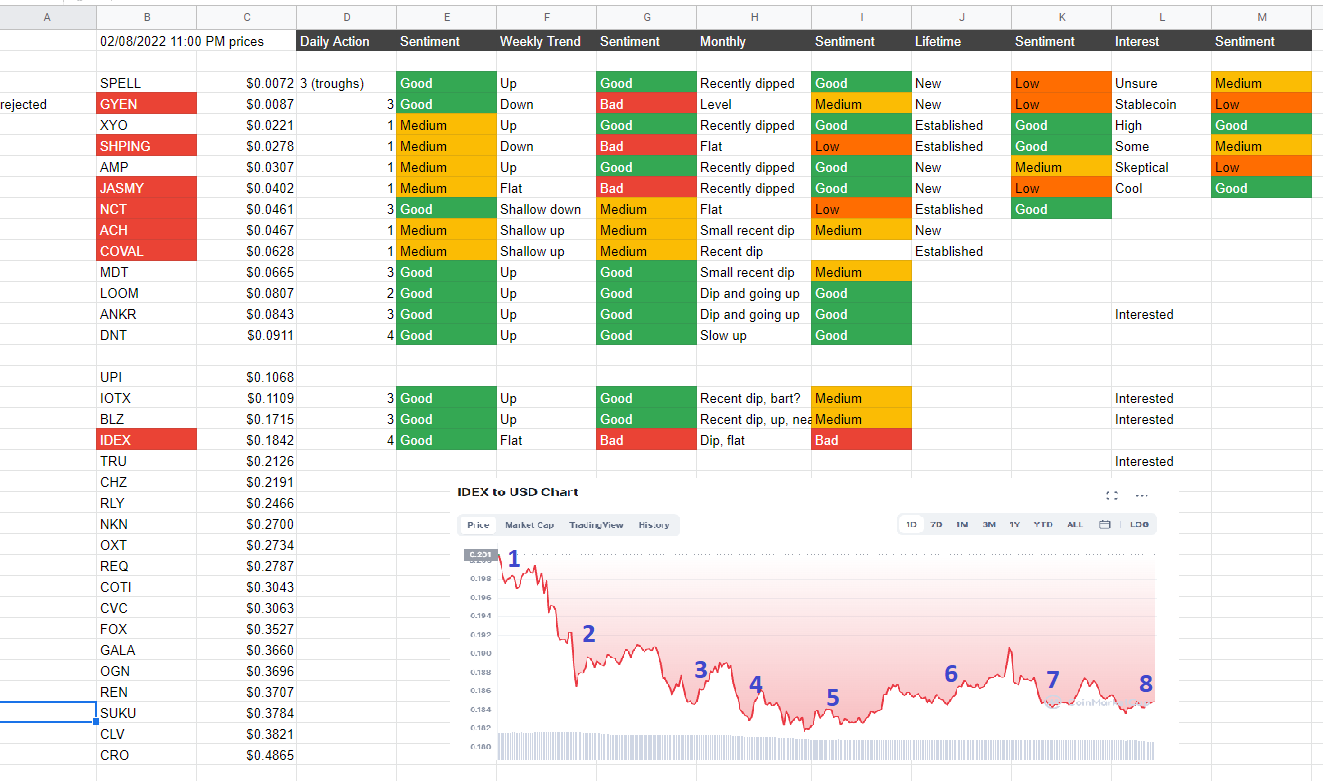 A B C D E F G H I J K L M
02/08/2022 11:00 PM prices Daily Action Sentiment Weekly Trend Sentiment Monthly Sentiment Lifetime Sentiment Interest Sentiment
SPELL $0.0072 3 (troughs) Good Up Good Recently dipped Good New Low Unsure Medium
rejected GYEN $0.0087 3 Good Down Bad Level Medium New Low Stablecoin Low
XYO $0.0221 1 Medium Up Good Recently dipped Good Established Good High Good
SHPING $0.0278 1 Medium Down Bad Flat Low Established Good Some Medium
AMP $0.0307 1 Medium Up Good Recently dipped Good New Medium Skeptical Low
JASMY $0.0402 1 Medium Flat Bad Recently dipped Good New Low Cool Good
NCT $0.0461 3 Good Shallow down Medium Flat Low Established Good
ACH $0.0467 1 Medium Shallow up Medium Small recent dip Medium New
COVAL $0.0628 1 Medium Shallow up Medium Recent dip Established
MDT $0.0665 3 Good Up Good Small recent dip Medium
LOOM $0.0807 2 Good Up Good Dip and going up Good
ANKR $0.0843 3 Good Up Good Dip and going up Good Interested
DNT $0.0911 4 Good Up Good Slow up Good
UPI $0.1068
IOTX $0.1109 3 Good Up Good Recent dip, bart? Medium Interested
BLZ $0.1715 3 Good Up Good Recent dip, up, nea Medium Interested
IDEX $0.1842 4 Good Flat Bad Dip, flat Bad
TRU $0.2126 Interested
CHZ $0.2191
RLY $0.2466
NKN $0.2700
OXT $0.2734
REQ $0.2787
COTI $0.3043
CVC $0.3063
FOX $0.3527
GALA $0.3660
OGN $0.3696
REN $0.3707
SUKU $0.3784
CLV $0.3821
CRO $0.4865
IDEX to USD Chart
Price Market Cap TradingView History 1D 7D 1M 3M 1Y YTD ALL LOG
0.201
0.198
0.196
0.194
0.192
0.190
0.188
0.186
0.184
0.182
0.180
1 2 3 4 5 6 7 8